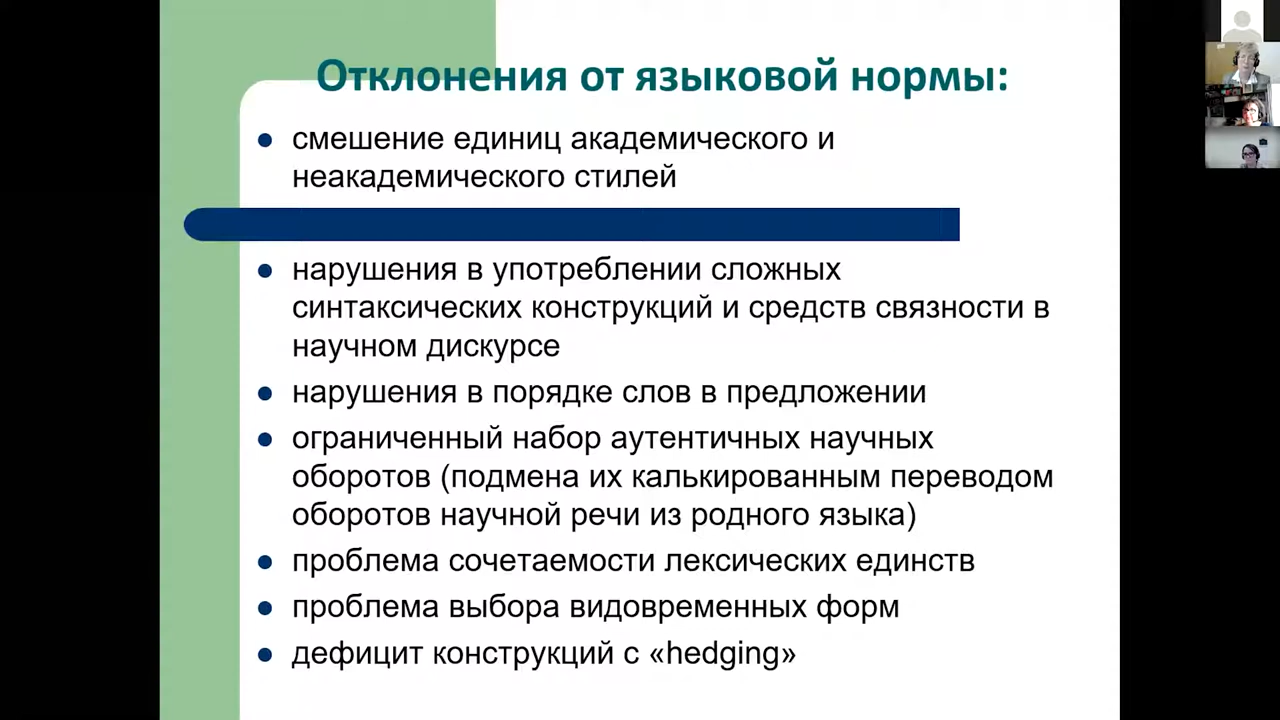 Отклонения от языковой нормы:
смешение единиц академического и
неакадемического стилей
нарушения в употреблении сложных
синтаксических конструкций и средств связности в
научном дискурсе
нарушения в порядке слов в предложении
ограниченный набор аутентичных научных
оборотов (подмена их калькированным переводом
оборотов научной речи из родного языка)
проблема сочетаемости лексических единств
проблема выбора видовременных форм
дефицит конструкций с «hedging»